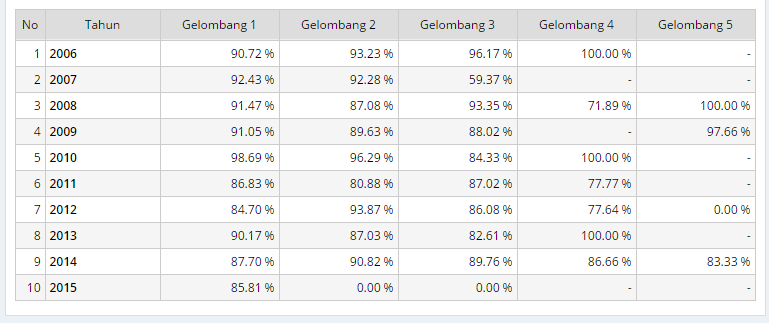 No Tahun Gelombang 1 Gelombang 2 Gelombang 3 Gelombang 4 Gelombang 5
1 2006 90.72 % 93.23 % 96.17 % 100.00 % -
2 2007 92.43 % 92.28 % 59.37 % - -
3 2008 91.47 % 87.08 % 93.35 % 71.89 % 100.00 %
4 2009 91.05 % 89.63 % 88.02 % - 97.66 %
5 2010 98.69 % 96.29 % 84.33 % 100.00 % -
6 2011 86.83 % 80.88 % 87.02 % 77.77 % -
7 2012 84.70 % 93.87 % 86.08 % 77.64 % 0.00 %
8 2013 90.17 % 87.03 % 82.61 % 100.00 % -
9 2014 87.70 % 90.82 % 89.76 % 86.66 % 83.33 %
10 2015 85.81 % 0.00 % 0.00 % - -